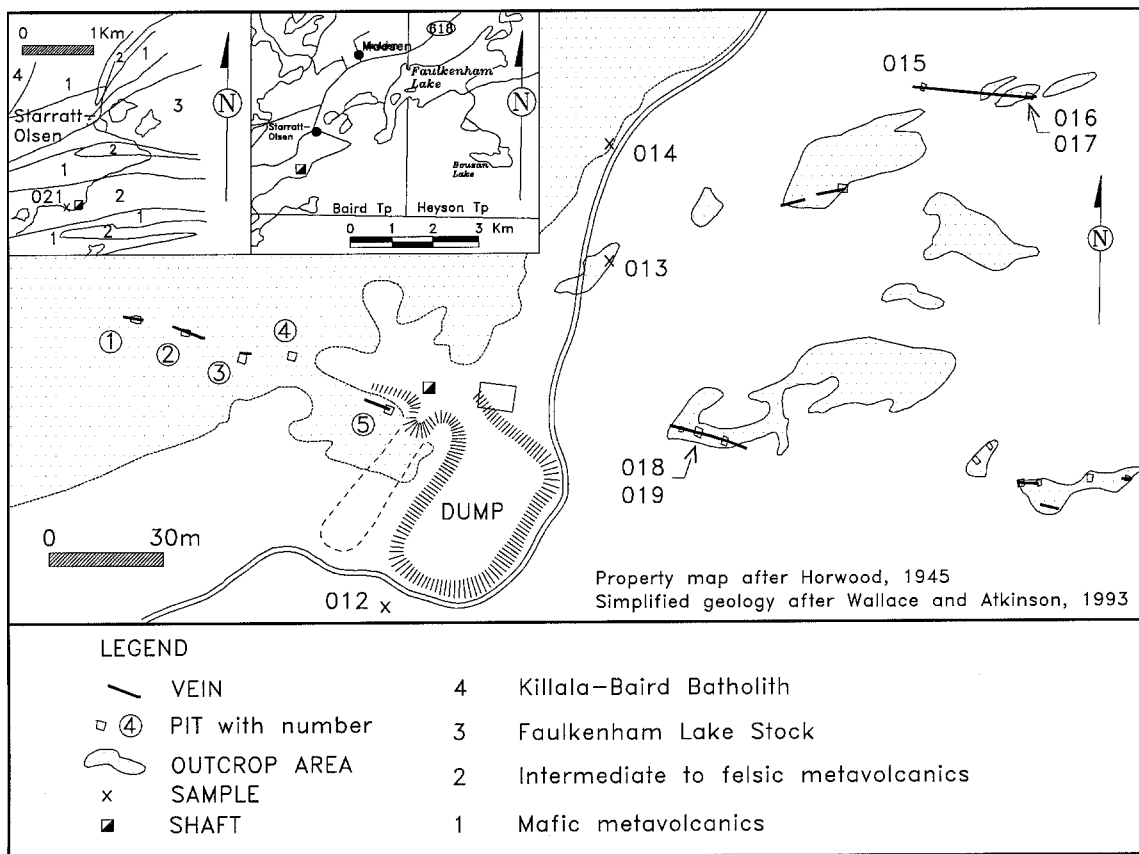 0 1Km
4
1
2
1
3
Starratt-
Olsen
N
1
2
021
2
1
1
2
618
Faulkenham
Lake
N
Starratt-
Olsen
Bouzan
Lake
Baird Tp Heyson Tp
0 1 2 3 Km
015
016
017
014
013
N
1
2
3
4
5
018
019
DUMP
0 30m
012
Property map after Horwood, 1945
Simplified geology after Wallace and Atkinson, 1993
LEGEND
VEIN
4 PIT with number
OUTCROP AREA
SAMPLE
SHAFT
4 Killala-Baird Batholith
3 Faulkenham Lake Stock
2 Intermediate to felsic metavolcanics
1 Mafic metavolcanics